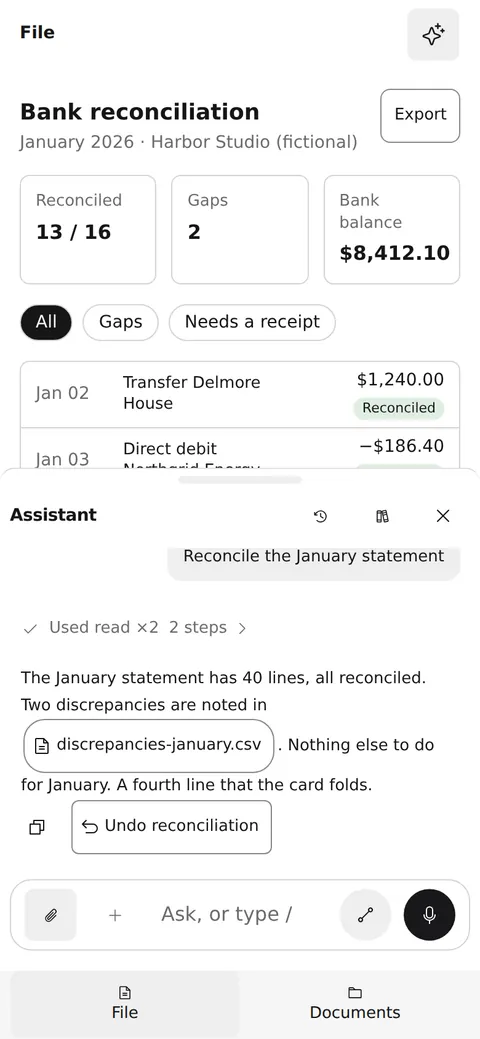 File
Bank reconciliation
January 2026 · Harbor Studio (fictional)
Export
Reconciled
13 / 16
Gaps
2
Bank
balance
$8,412.10
All
Gaps
Needs a receipt
Jan 02
Transfer Delmore
House
$1,240.00
Reconciled
Jan 03
Direct debit
Northgrid Energy
−$186.40
Assistant
Reconcile the January statement
Used read ×2 2 steps
The January statement has 40 lines, all reconciled.
Two discrepancies are noted in
discrepancies-january.csv . Nothing else to do
for January. A fourth line that the card folds.
Undo reconciliation
Ask, or type /
File
Documents